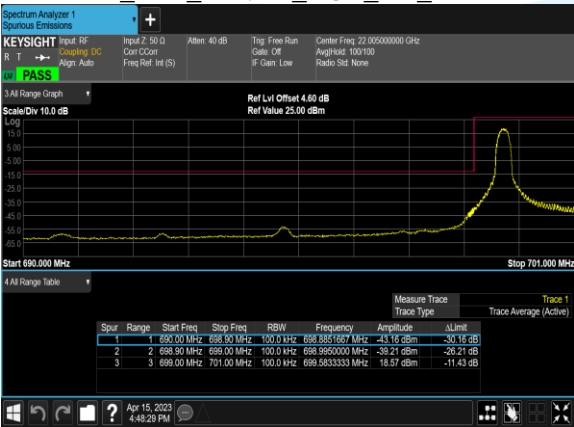 Spectrum Analyzer 1
Spurious Emissions
+
KEYSIGHT Input: RF Input Z: 50 Ω Atten: 40 dB Trig: Free Run Center Freq: 22.005000000 GHz
R T Coupling: DC Corr CCorr Gate: Off Avg|Hold: 100/100
Align: Auto Freq Ref: Int (S) IF Gain: Low Radio Std: None
PASS
3 All Range Graph
Ref Lvl Offset 4.60 dB
Scale/Div 10.0 dB Ref Value 25.00 dBm
Log
15.0
5.00
-5.00
-15.0
-25.0
-35.0
-45.0
-55.0
-65.0
Start 690.000 MHz Stop 701.000 MHz
4 All Range Table
Measure Trace Trace 1
Trace Type Trace Average (Active)
Spur Range Start Freq Stop Freq RBW Frequency Amplitude ΔLimit
1 1 690.00 MHz 698.90 MHz 100.0 kHz 698.8851667 MHz -43.16 dBm -30.16 dB
2 2 698.90 MHz 699.00 MHz 100.0 kHz 698.9950000 MHz -39.21 dBm -26.21 dB
3 3 699.00 MHz 701.00 MHz 100.0 kHz 699.5833333 MHz 18.57 dBm -11.43 dB
? Apr 15, 2023
4:48:29 PM